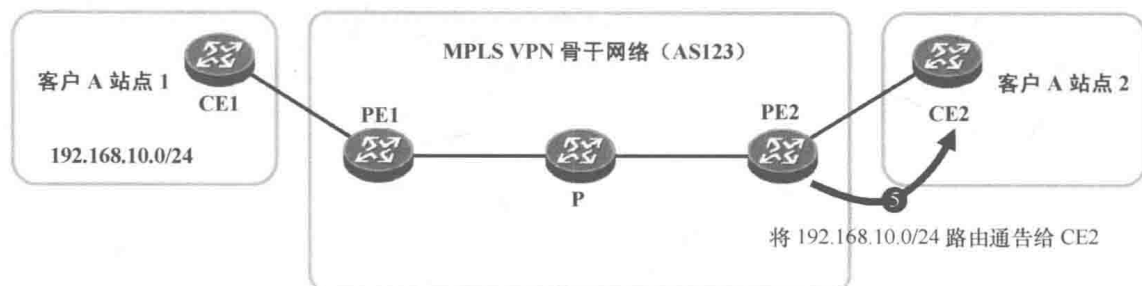 MPLS VPN 骨干网络（AS123）
客户 A 站点 1
CE1
192.168.10.0/24
PE1
P
PE2
CE2
客户 A 站点 2
5
将 192.168.10.0/24 路由通告给 CE2